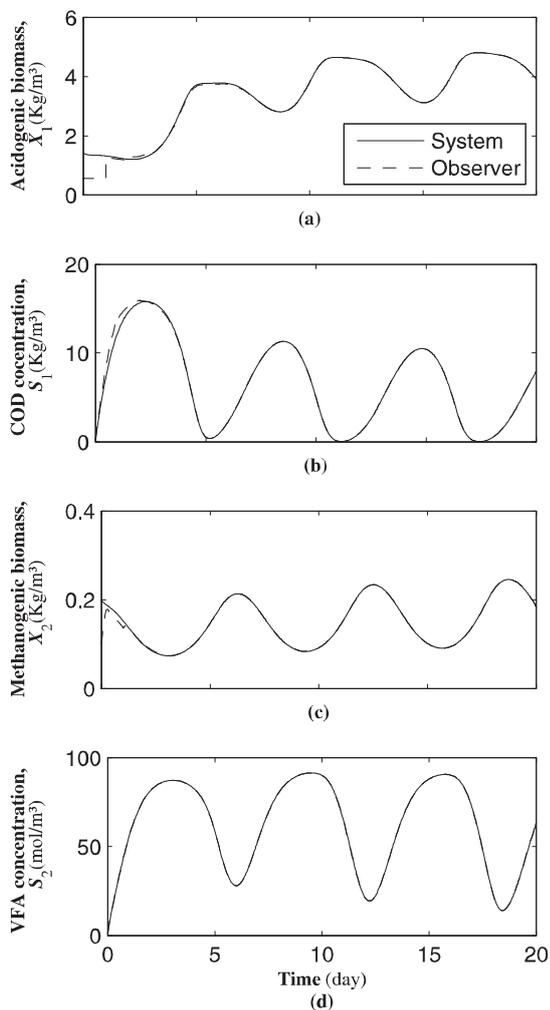 Acidogenic biomass,
X₁(Kg/m³)
6
4
2
0
System
Observer
(a)
COD cocentration,
S₁(Kg/m³)
20
10
0
(b)
Methanogenic biomass,
X₂(Kg/m³)
0.4
0.2
0
(c)
VFA concentration,
S₂(mol/m³)
100
50
0
0 5 10 15 20
Time (day)
(d)